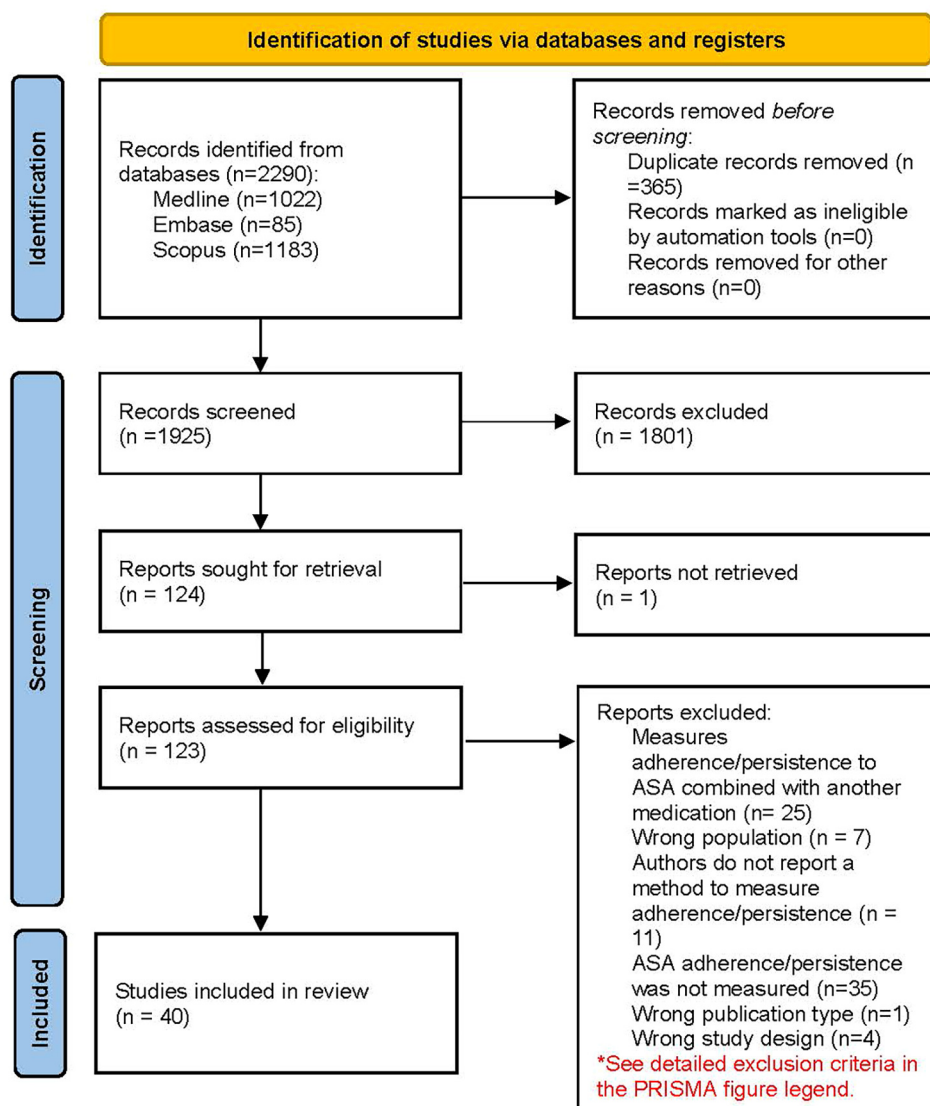 Identification of studies via databases and registers
Identification
Records identified from
databases (n=2290):
Medline (n=1022)
Embase (n=85)
Scopus (n=1183)
Records removed before
screening:
Duplicate records removed (n
=365)
Records marked as ineligible
by automation tools (n=0)
Records removed for other
reasons (n=0)
Screening
Records screened
(n =1925)
Records excluded
(n = 1801)
Reports sought for retrieval
(n = 124)
Reports not retrieved
(n = 1)
Reports assessed for eligibility
(n = 123)
Reports excluded:
Measures
adherence/persistence to
ASA combined with another
medication (n= 25)
Wrong population (n = 7)
Authors do not report a
method to measure
adherence/persistence (n =
11)
ASA adherence/persistence
was not measured (n=35)
Wrong publication type (n=1)
Wrong study design (n=4)
*See detailed exclusion criteria in
the PRISMA figure legend.
Included
Studies included in review
(n = 40)